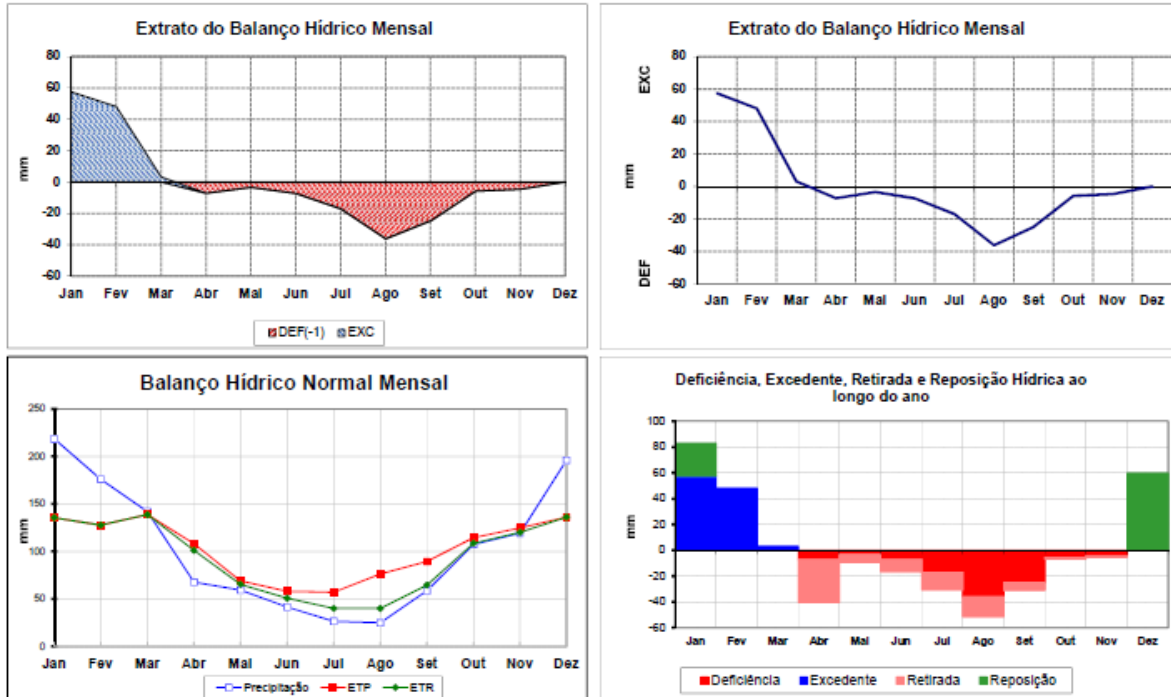 Extrato do Balanço Hídrico Mensal
80
60
40
20
0
-20
-40
-60
mm
Jan Fev Mar Abr Mai Jun Jul Ago Set Out Nov Dez
DEF(-1) EXC
Extrato do Balanço Hídrico Mensal
80
60
40
20
0
-20
-40
-60
EXC
mm
DEF
Jan Fev Mar Abr Mai Jun Jul Ago Set Out Nov Dez
Balanço Hídrico Normal Mensal
250
200
150
100
50
0
mm
Jan Fev Mar Abr Mai Jun Jul Ago Set Out Nov Dez
Precipitação ETP ETR
Deficiência, Excedente, Retirada e Reposição Hídrica ao
longo do ano
100
80
60
40
20
0
-20
-40
-60
mm
Jan Fev Mar Abr Mai Jun Jul Ago Set Out Nov Dez
Deficiência Excedente Retirada Reposição